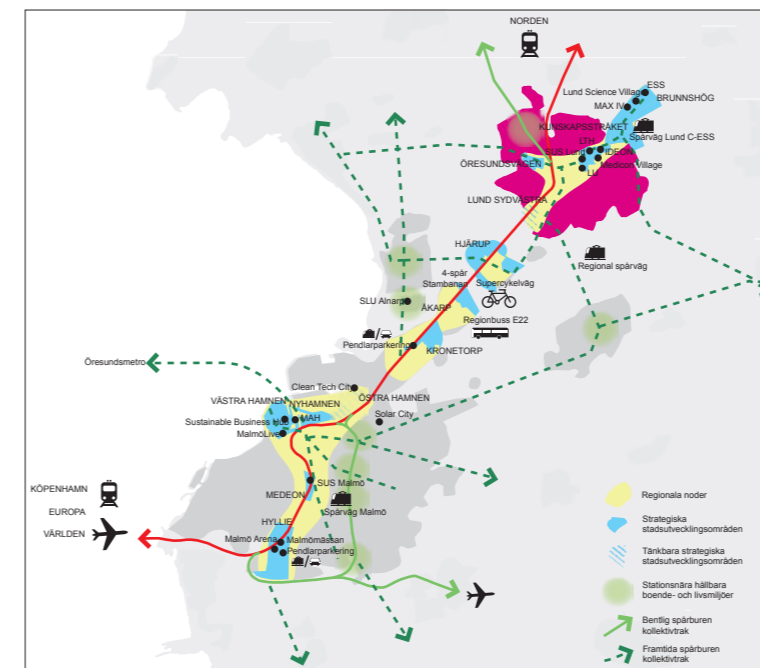 NORDEN
ESS
Lund Science Village
BRUNNSHÖG
MAX IV
KUNSKAPSSTRÅKET
Spårväg Lund C-ESS
LTH
SUS Lund
IDEON
ÖRESUNDSVÄGEN
Medicon Village
LU
LUND SYDVÄSTRA
HJÄRUP
Regional spårväg
4-spår
Stambanan
Supercykelväg
SLU Alnarp
ÅKARP
Regionbuss E22
Pendlarparkering
KRONETORP
Öresundsmetro
Clean Tech City
ÖSTRA HAMNEN
VÄSTRA HAMNEN
NYHAMNEN
MAH
Solar City
Sustainable Business Hub
MalmöLive
SUS Malmö
MEDEON
Spårväg Malmö
KÖPENHAMN
EUROPA
VÄRLDEN
HYLLIE
Malmö Arena
Malmömässan
Pendlarparkering
Regionala noder
Strategiska
stadsutvecklingsområden
Tänkbara strategiska
stadsutvecklingsområden
Stationsnära hållbara
boende- och livsmiljöer
Bentlig spårburen
kollektivtrak
Framtida spårburen
kollektivtrak